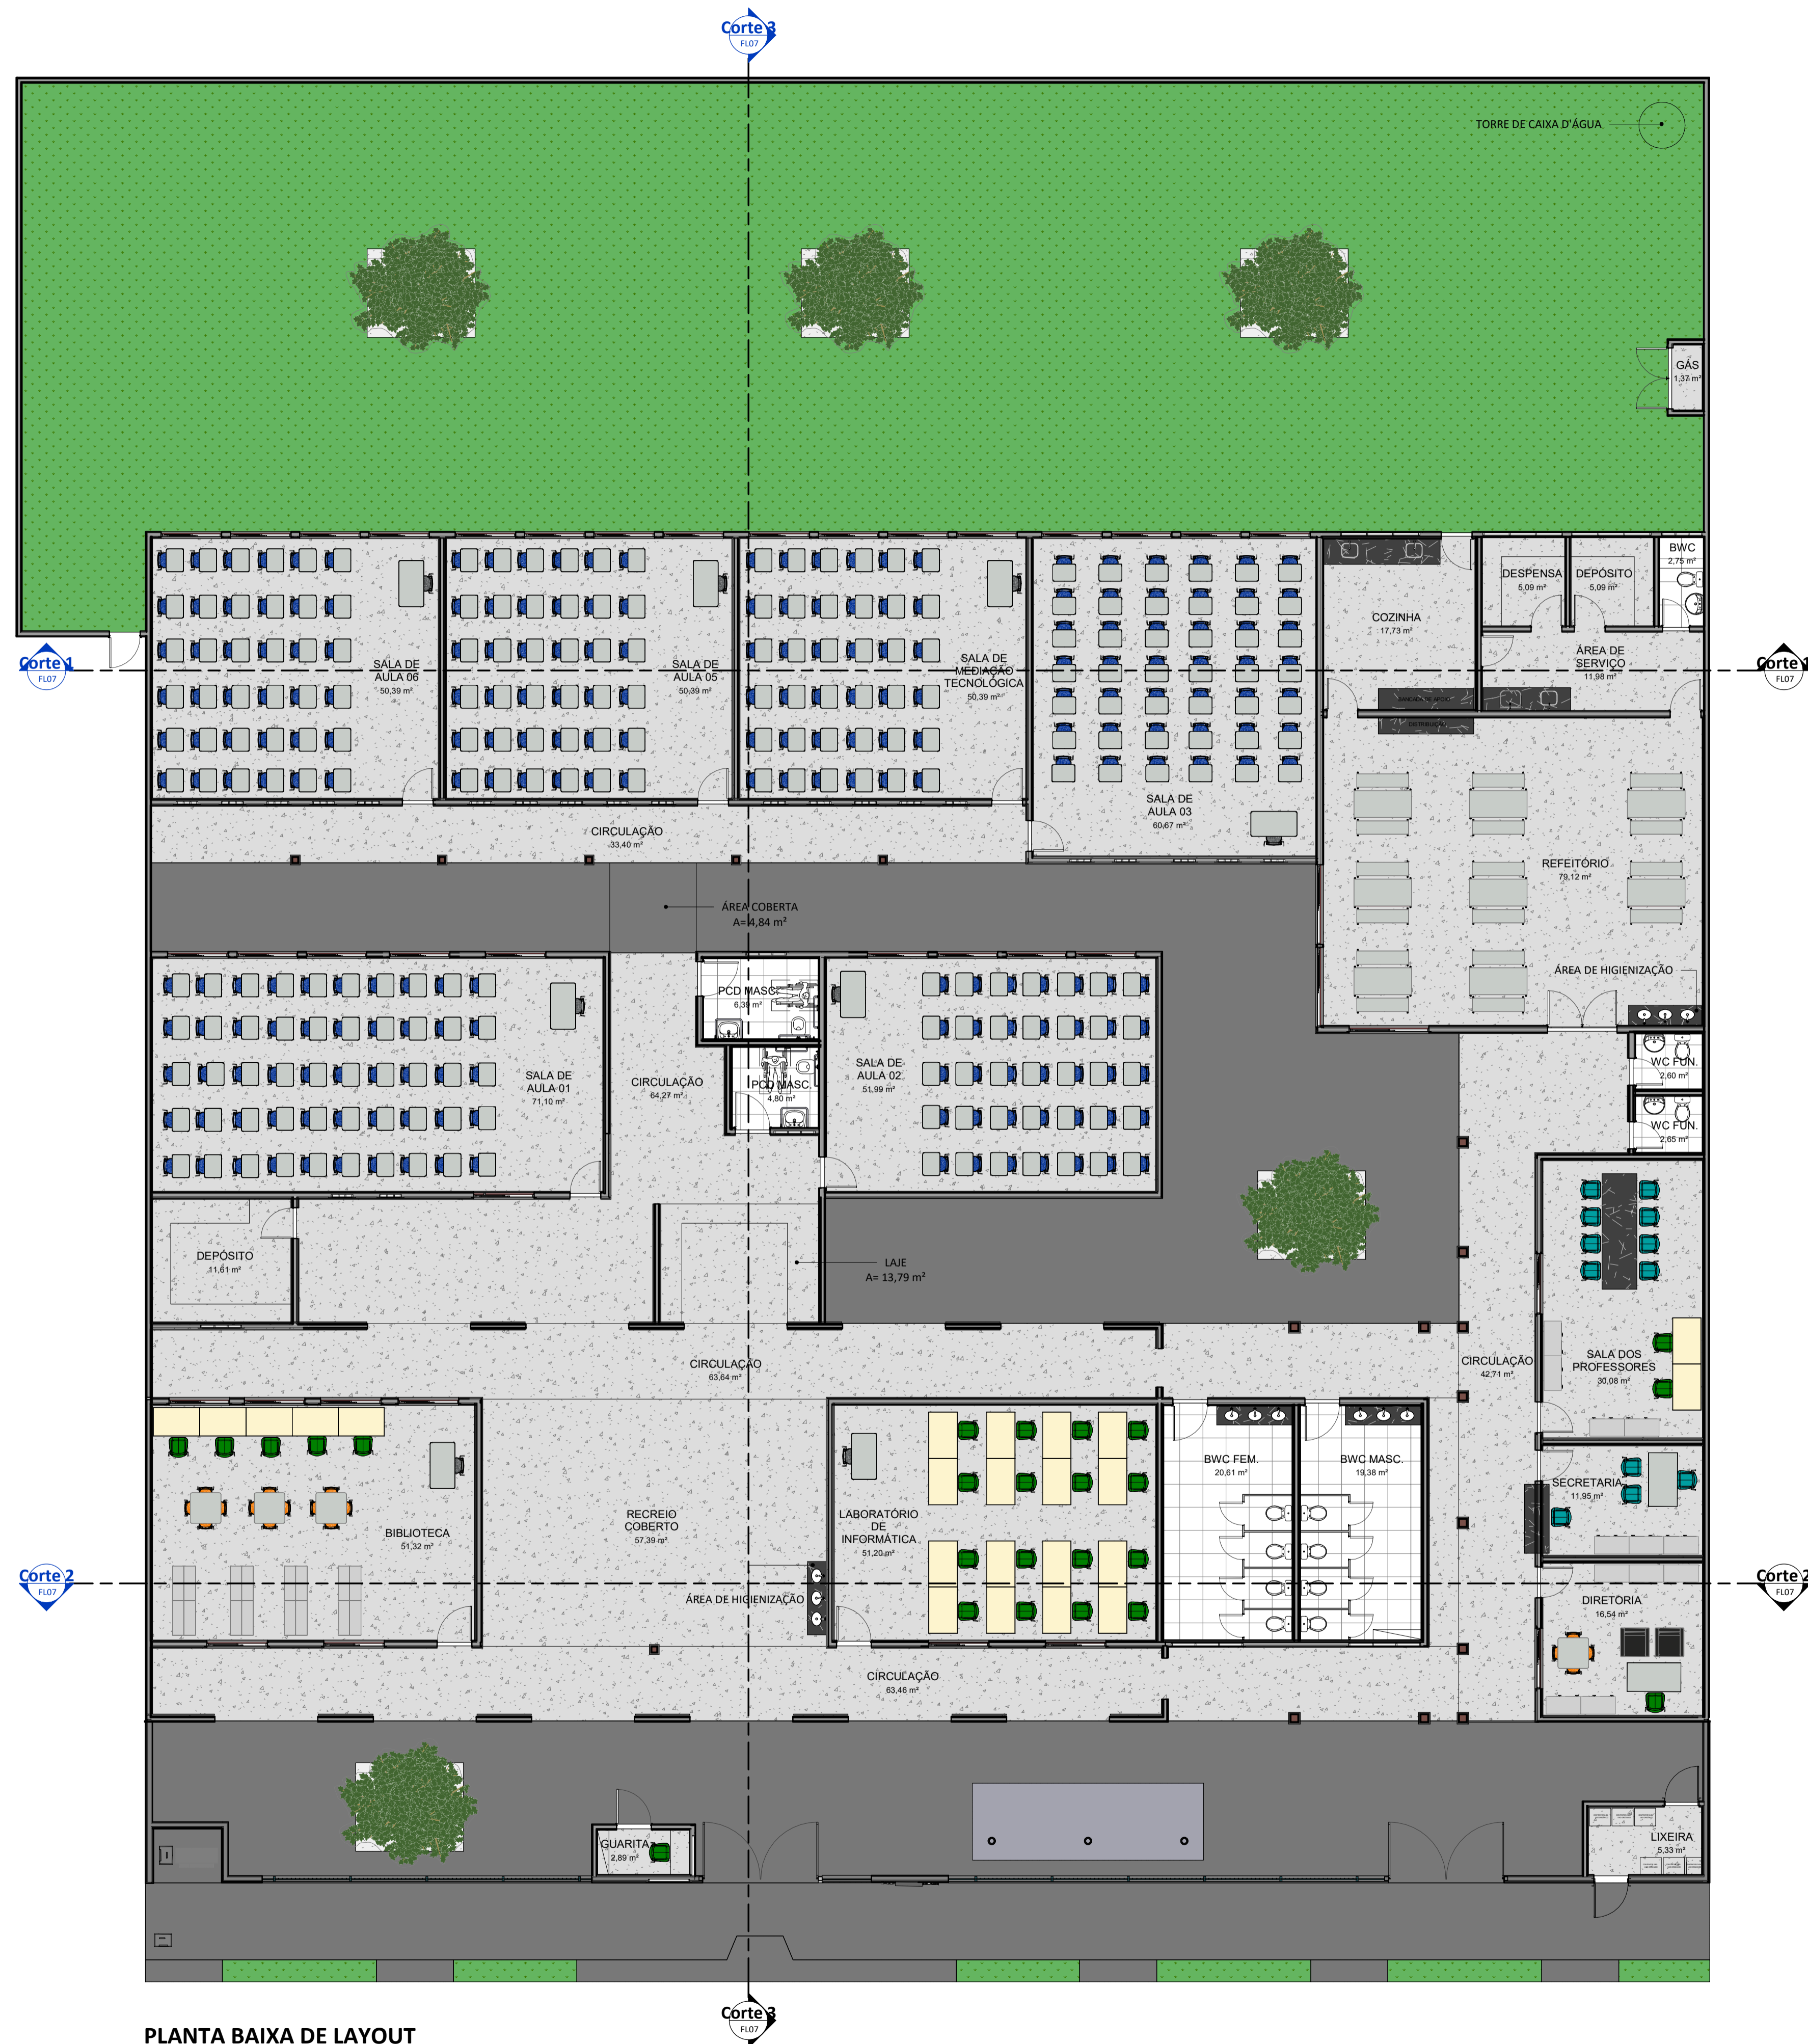 Corte 3
FL07
TORRE DE CAIXA D'ÁGUA
GÁS
1,37 m²
BWC
2,75 m²
DESPENSA
5,09 m²
DEPÓSITO
5,09 m²
COZINHA
17,73 m²
ÁREA DE
SERVIÇO
11,98 m²
Corte 1
FL07
SALA DE
AULA 06
50,39 m²
SALA DE
AULA 05
50,39 m²
SALA DE
MEDIAÇÃO
TECNOLÓGICA
50,39 m²
Corte 1
FL07
DISTRIBUIÇÃO
SALA DE
AULA 03
60,67 m²
CIRCULAÇÃO
33,40 m²
REFEITÓRIO
79,12 m²
ÁREA COBERTA
A= 4,84 m²
ÁREA DE HIGIENIZAÇÃO
PCD MASC.
6,39 m²
SALA DE
AULA 01
71,10 m²
CIRCULAÇÃO
64,27 m²
PCD MASC.
4,80 m²
SALA DE
AULA 02
51,99 m²
WC FUN.
2,60 m²
WC FUN.
2,65 m²
DEPÓSITO
11,61 m²
LAJE
A= 13,79 m²
CIRCULAÇÃO
63,64 m²
CIRCULAÇÃO
42,71 m²
SALA DOS
PROFESSORES
30,08 m²
BIBLIOTECA
51,32 m²
RECREIO
COBERTO
57,39 m²
LABORATÓRIO
DE
INFORMÁTICA
51,20 m²
BWC FEM.
20,61 m²
BWC MASC.
19,38 m²
SECRETARIA
11,95 m²
Corte 2
FL07
ÁREA DE HIGIENIZAÇÃO
DIRETORIA
16,54 m²
Corte 2
FL07
CIRCULAÇÃO
63,46 m²
GUARITA
2,89 m²
LIXEIRA
5,33 m²
Corte 3
FL07
PLANTA BAIXA DE LAYOUT